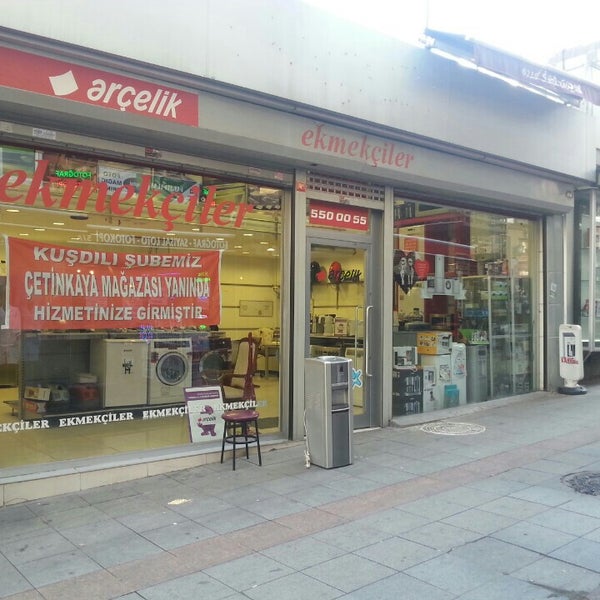 arçelik
ekmekçiler
ekmekçiler
550 00 55
KUŞDİLİ ŞUBEMİZ
ÇETİNKAYA MAĞAZASI YANINDA
HİZMETİNİZE GİRMİŞTİR
arçelik
EKMEKÇİLER EKMEKÇİLER EKMEKÇİLER